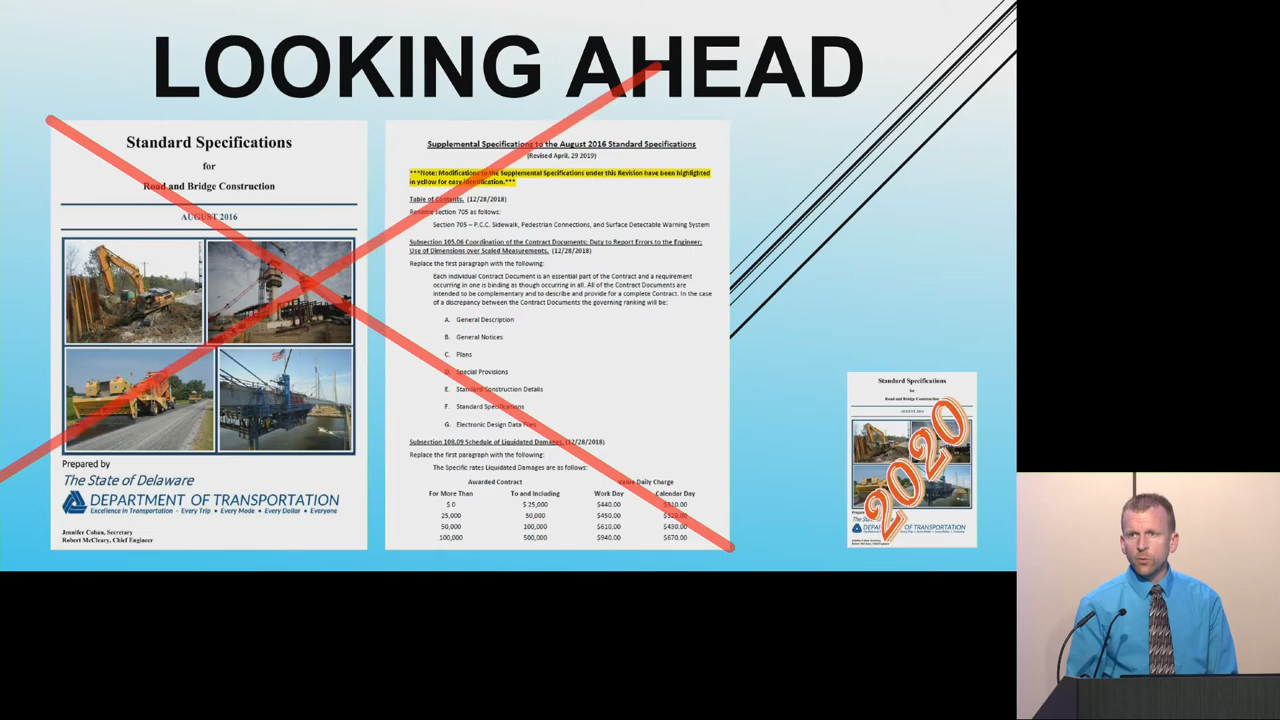 LOOKING AHEAD
Standard Specifications
for
Road and Bridge Construction
AUGUST 2016
Prepared by
The State of Delaware
DEPARTMENT OF TRANSPORTATION
Excellence in Transportation • Every Trip • Every Mode • Every Dollar • Everyone
Jennifer Cohan, Secretary
Robert McCleary, Chief Engineer
Supplemental Specifications to the August 2016 Standard Specifications
(Revised April, 29 2019)
***Note: Modifications to the Supplemental Specifications under this Revision have been highlighted
in yellow for easy identification.***
Table of Contents. (12/28/2018)
Rename section 705 as follows:
Section 705 – P.C.C. Sidewalk, Pedestrian Connections, and Surface Detectable Warning System
Subsection 105.06 Coordination of the Contract Documents; Duty to Report Errors to the Engineer;
Use of Dimensions over Scaled Measurements. (12/28/2018)
Replace the first paragraph with the following:
Each individual Contract Document is an essential part of the Contract and a requirement
occurring in one is binding as though occurring in all. All of the Contract Documents are
intended to be complementary and to describe and provide for a complete Contract. In the case
of a discrepancy between the Contract Documents the governing ranking will be:
A. General Description
B. General Notices
C. Plans
D. Special Provisions
E. Standard Construction Details
F. Standard Specifications
G. Electronic Design Data Files
Subsection 108.09 Schedule of Liquidated Damages. (12/28/2018)
Replace the first paragraph with the following:
The Specific rates Liquidated Damages are as follows:
Awarded Contract Value Daily Charge
For More Than To and Including Work Day Calendar Day
$ 0 $ 25,000 $440.00 $310.00
25,000 50,000 $450.00
50,000 100,000 $610.00 $430.00
100,000 500,000 $940.00 $670.00
Standard Specifications
for
Road and Bridge Construction
AUGUST 2016
2020